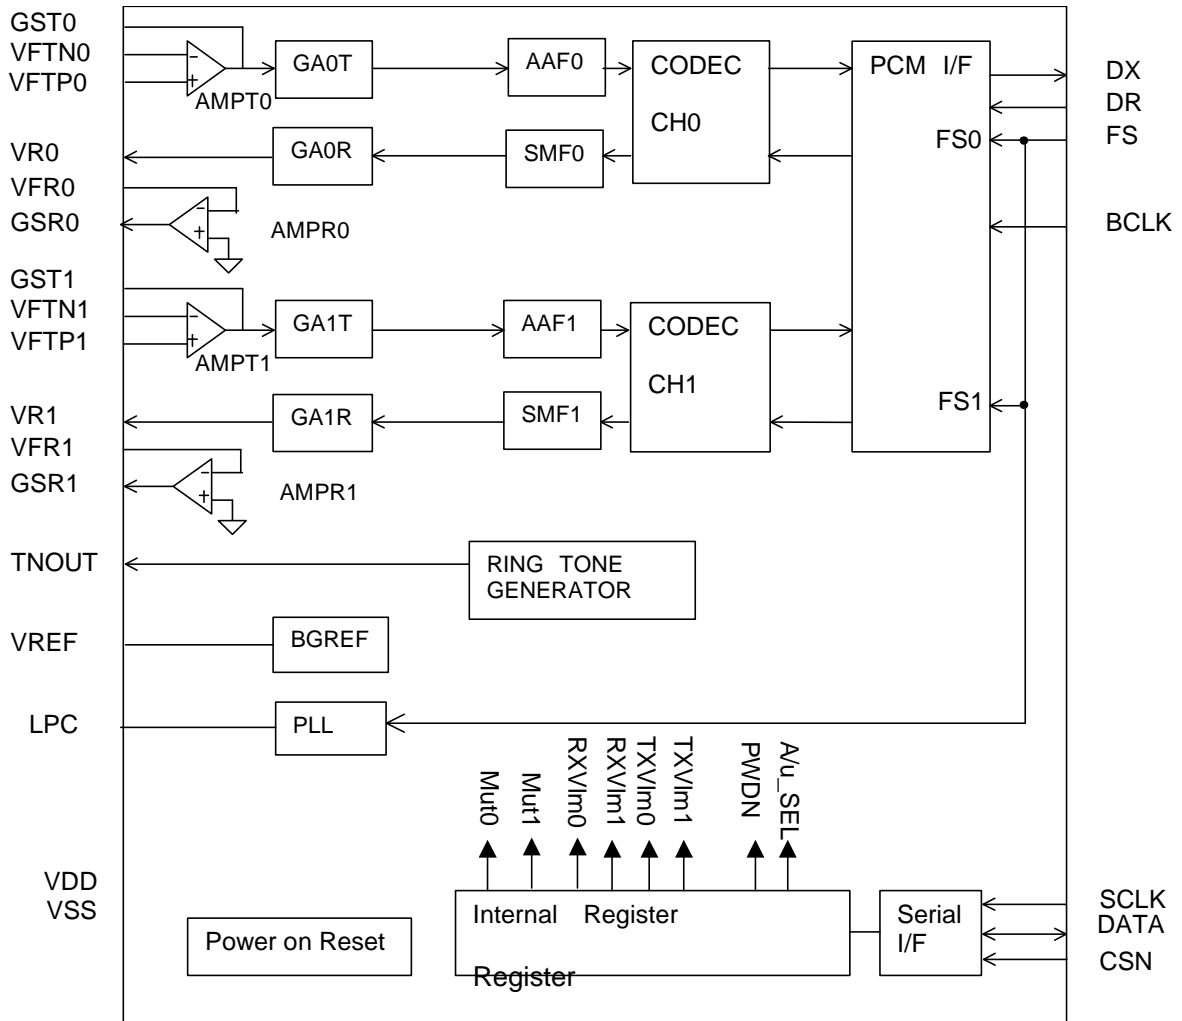 GST0
VFTN0
VFTP0
AMPT0
GA0T
AAF0
CODEC
CH0
PCM I/F
FS0
DX
DR
FS
BCLK
VR0
GA0R
SMF0
VFR0
GSR0
AMPR0
GST1
VFTN1
VFTP1
AMPT1
GA1T
AAF1
CODEC
CH1
FS1
VR1
GA1R
SMF1
VFR1
GSR1
AMPR1
TNOUT
RING TONE
GENERATOR
VREF
BGREF
LPC
PLL
Mut0
Mut1
RXVlm0
RXVlm1
TXVlm0
TXVlm1
PWDN
A/u_SEL
VDD
VSS
Power on Reset
Internal Register
Register
Serial
I/F
SCLK
DATA
CSN